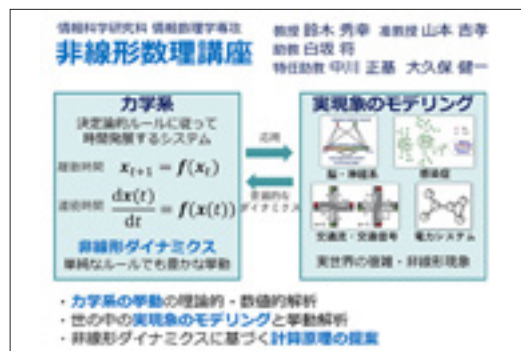 情報科学研究科 情報数理学専攻
非線形数理講座
教授 鈴木 秀幸 准教授 山本 吉孝
助教 白坂 将
特任助教 中川 正基 大久保 健一
力学系
決定論的ルールに従って
時間発展するシステム
離散時間 x_{t+1} = f(x_t)
連続時間 dx(t)/dt = f(x(t))
非線形ダイナミクス
単純なルールでも豊かな挙動
応用
ダイナミクス
実現象のモデリング
脳・神経系
感染症
交通流・交通信号
電力システム
実世界の複雑・非線形現象
・力学系の挙動の理論的・数値的解析
・世の中の実現象のモデリングと挙動解析
・非線形ダイナミクスに基づく計算原理の提案